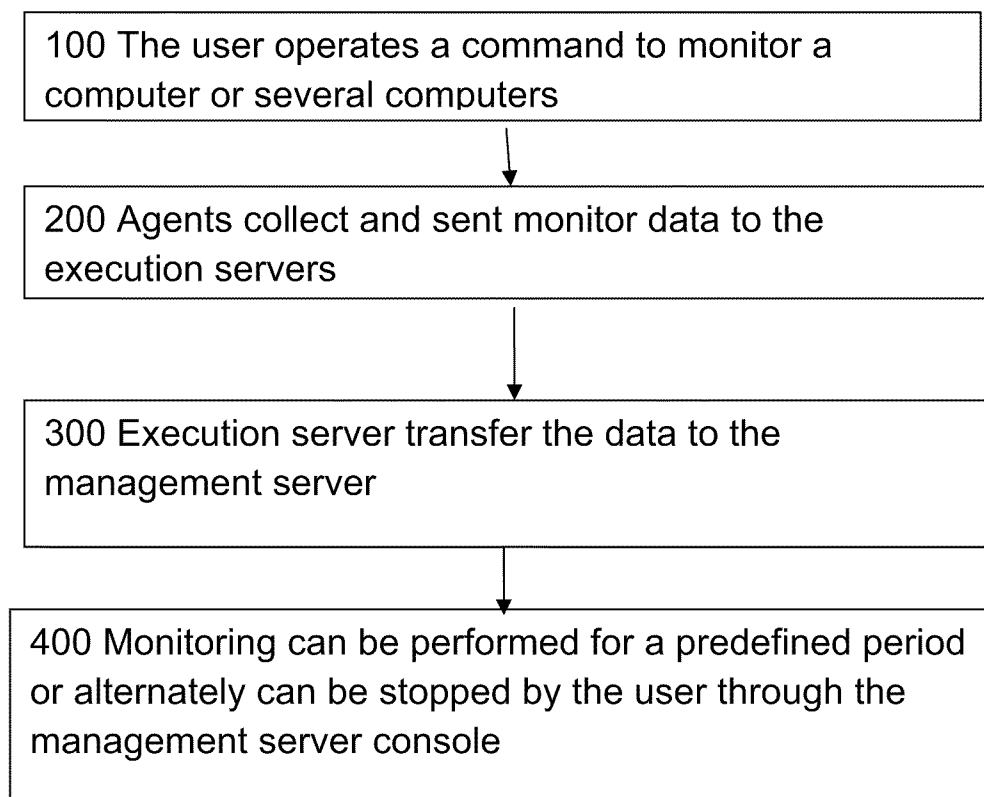 100 The user operates a command to monitor a
computer or several computers
200 Agents collect and sent monitor data to the
execution servers
300 Execution server transfer the data to the
management server
400 Monitoring can be performed for a predefined period
or alternately can be stopped by the user through the
management server console